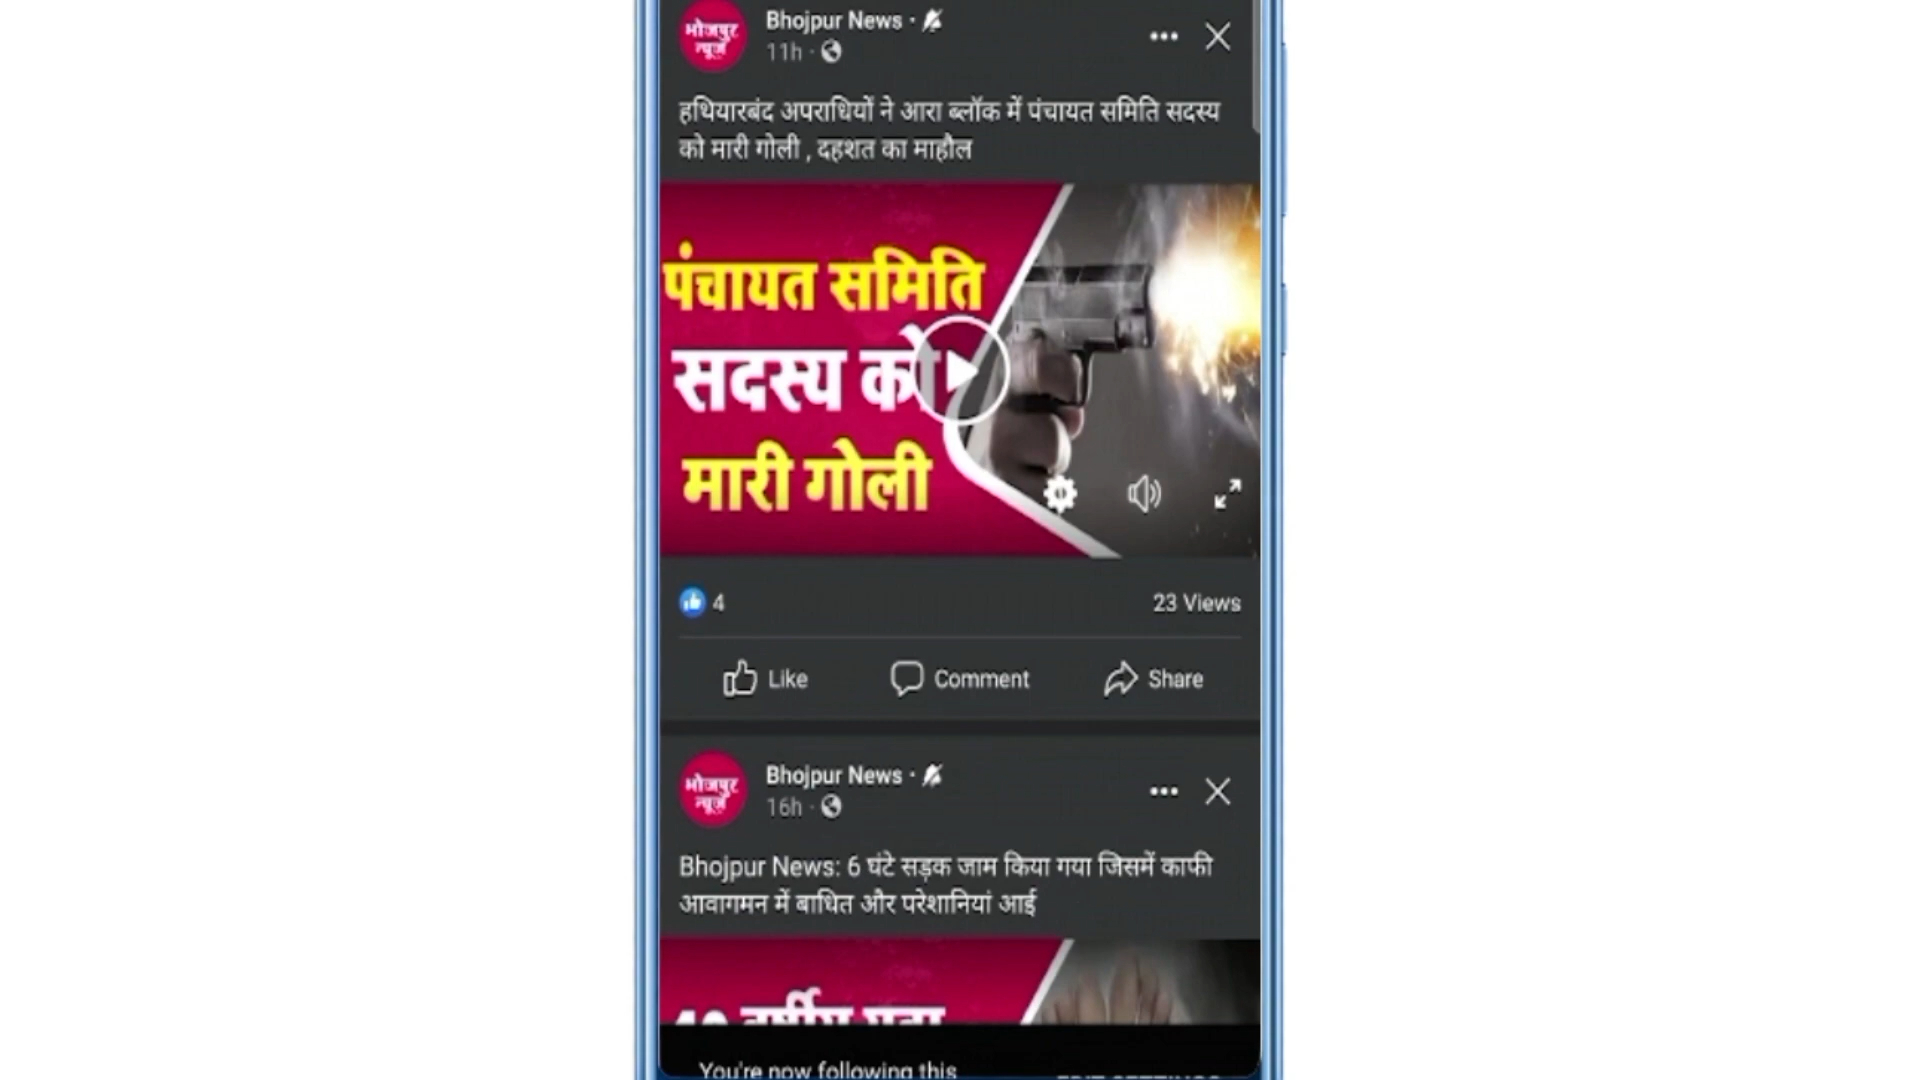 भोजपुर
न्यूज़
Bhojpur News ·
11h ·
हथियारबंद अपराधियों ने आरा ब्लॉक में पंचायत समिति सदस्य
को मारी गोली , दहशत का माहौल
पंचायत समिति
सदस्य को
मारी गोली
4
23 Views
Like
Comment
Share
भोजपुर
न्यूज़
Bhojpur News ·
16h ·
Bhojpur News: 6 घंटे सड़क जाम किया गया जिसमें काफी
आवागमन में बाधित और परेशानियां आई
You're now following this